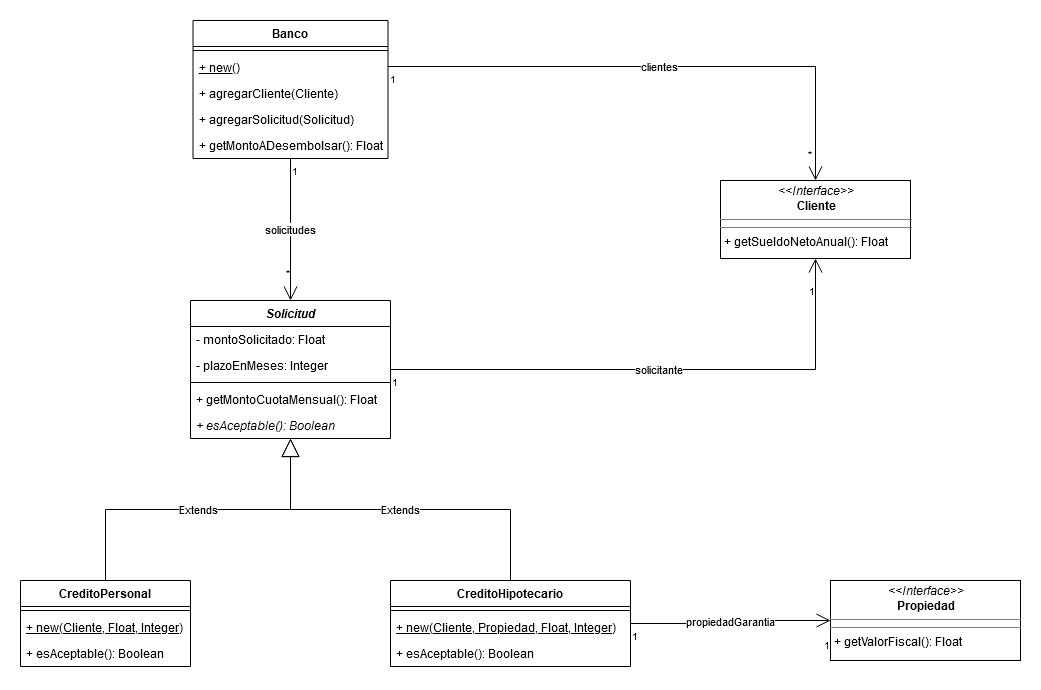 Banco
+ new()
+ agregarCliente(Cliente)
+ agregarSolicitud(Solicitud)
+ getMontoADesembolsar(): Float
1
clientes
*
1
solicitudes
*
<<Interface>>
Cliente
+ getSueldoNetoAnual(): Float
1
Solicitud
- montoSolicitado: Float
- plazoEnMeses: Integer
+ getMontoCuotaMensual(): Float
+ esAceptable(): Boolean
solicitante
1
Extends
Extends
CreditoPersonal
+ new(Cliente, Float, Integer)
+ esAceptable(): Boolean
CreditoHipotecario
+ new(Cliente, Propiedad, Float, Integer)
+ esAceptable(): Boolean
1
propiedadGarantia
1
<<Interface>>
Propiedad
+ getValorFiscal(): Float